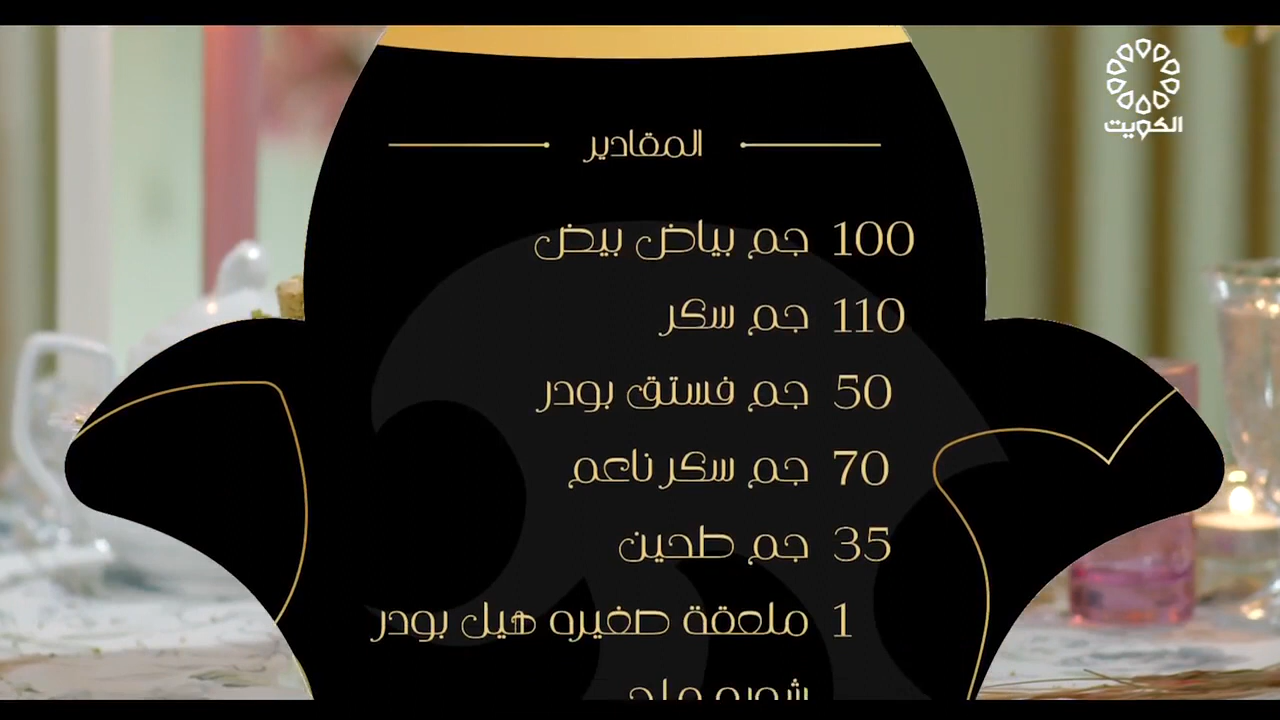 الكويت
المقادير
100 جم بياض بيض
110 جم سكر
50 جم فستق بودر
70 جم سكر ناعم
35 جم طحين
1 ملعقة صغيره هيل بودر